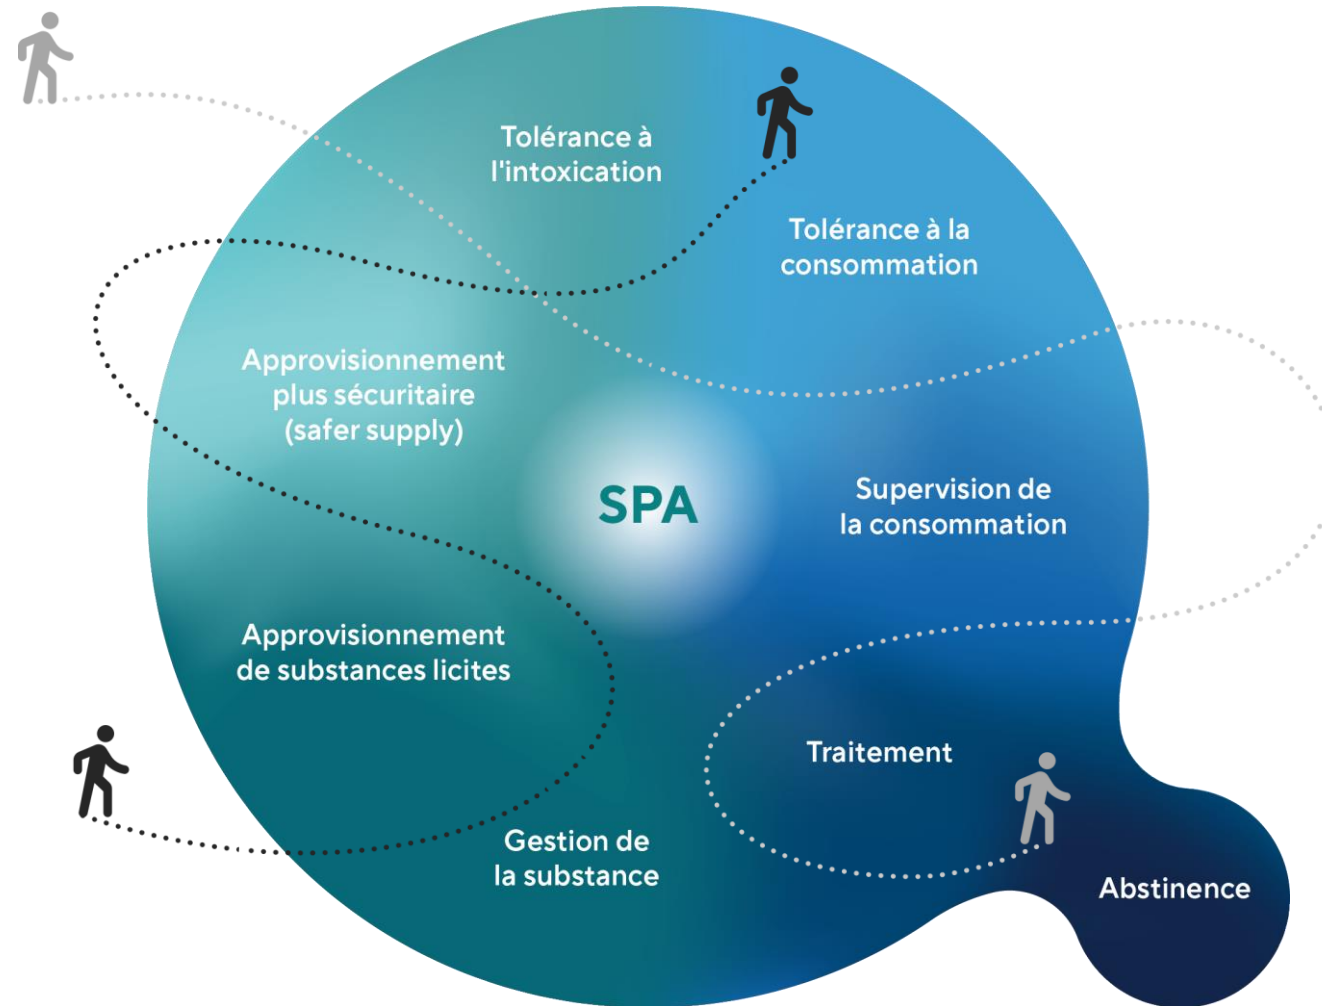 Tolérance à
l'intoxication
Tolérance à la
consommation
Approvisionnement
plus sécuritaire
(safer supply)
SPA
Supervision de
la consommation
Approvisionnement
de substances licites
Traitement
Gestion de
la substance
Abstinence